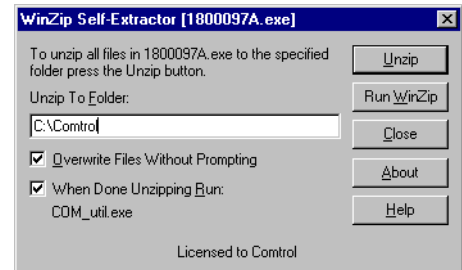 WinZip Self-Extractor [1800097A.exe]
To unzip all files in 1800097A.exe to the specified
folder press the Unzip button.
Unzip To Folder:
C:\Comtrol
Overwrite Files Without Prompting
When Done Unzipping Run:
COM_util.exe
Unzip
Run WinZip
Close
About
Help
Licensed to Comtrol